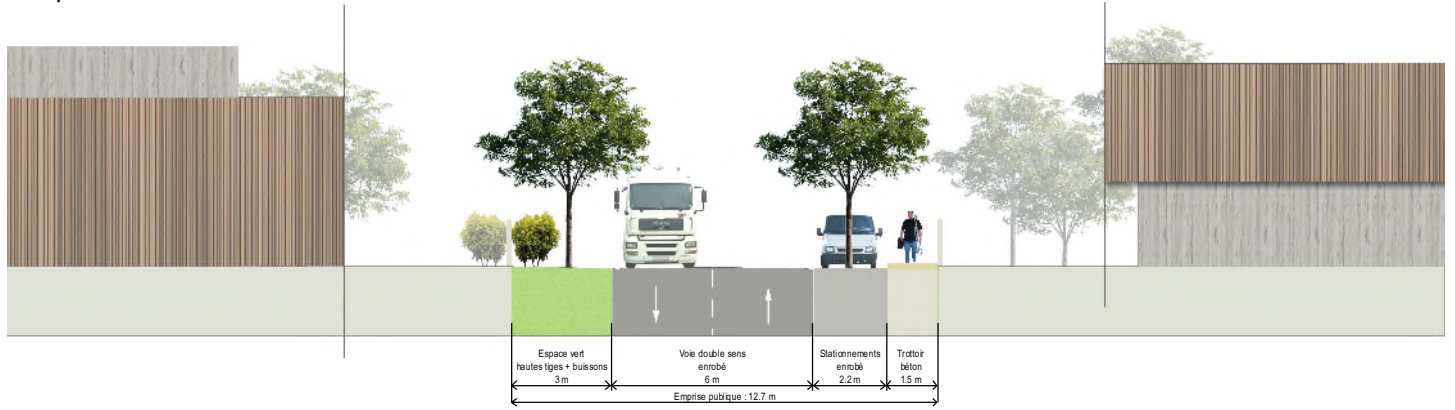 Espace vert
hautes tiges + buissons
3 m
Voie double sens
enrobé
6 m
Stationnements
enrobé
2.2 m
Trottoir
béton
1.5 m
Emprise publique : 12.7 m